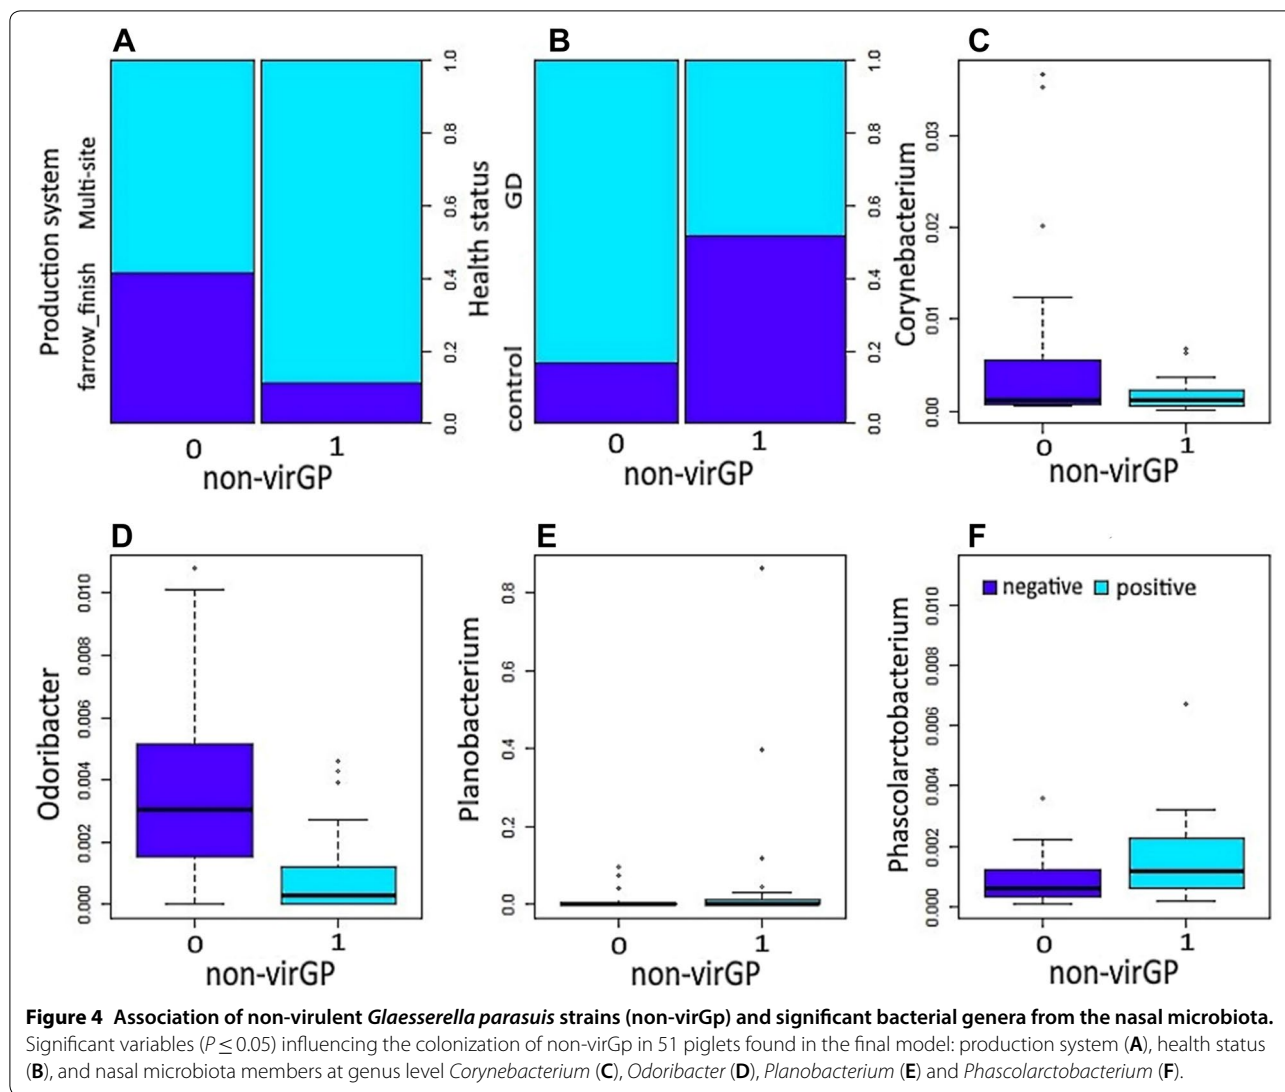 A
Production system
farrow_finish Multi-site
0.0 0.2 0.4 0.6 0.8 1.0
0 1
non-virGP
B
Health status
control GD
0.0 0.2 0.4 0.6 0.8 1.0
0 1
non-virGP
C
Corynebacterium
0.00 0.01 0.02 0.03
0 1
non-virGP
D
Odoribacter
0.000 0.002 0.004 0.006 0.008 0.010
0 1
non-virGP
E
Planobacterium
0.0 0.2 0.4 0.6 0.8
0 1
non-virGP
F
Phascolarctobacterium
0.000 0.002 0.004 0.006 0.008 0.010
negative positive
0 1
non-virGP
Figure 4 Association of non-virulent Glaesserella parasuis strains (non-virGp) and significant bacterial genera from the nasal microbiota.
Significant variables (P ≤ 0.05) influencing the colonization of non-virGp in 51 piglets found in the final model: production system (A), health status
(B), and nasal microbiota members at genus level Corynebacterium (C), Odoribacter (D), Planobacterium (E) and Phascolarctobacterium (F).